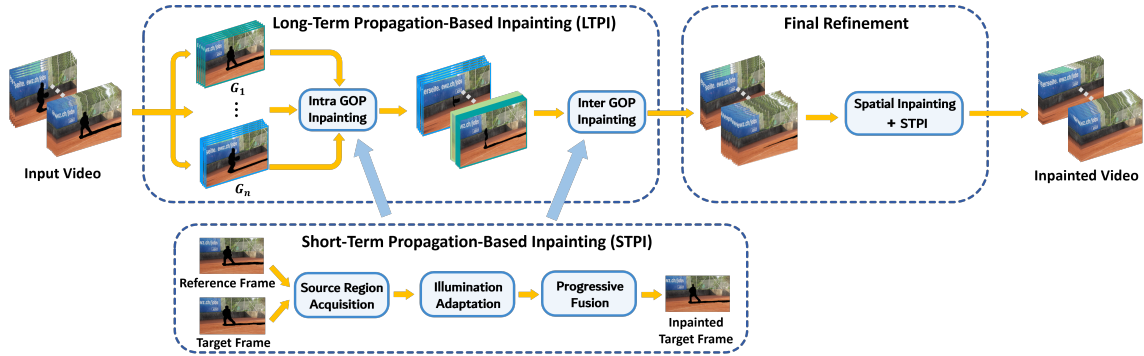 Long-Term Propagation-Based Inpainting (LTPI)
Final Refinement
G1
Intra GOP
Inpainting
Inter GOP
Inpainting
Spatial Inpainting
+ STPI
Input Video
Gn
Inpainted Video
Short-Term Propagation-Based Inpainting (STPI)
Reference Frame
Source Region
Acquisition
Illumination
Adaptation
Progressive
Fusion
Target Frame
Inpainted
Target Frame